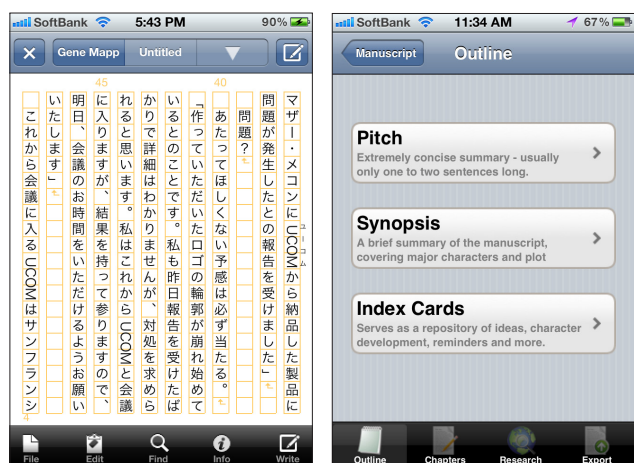 SoftBank 5:43 PM 90%
Gene Mapp Untitled
45 40
マザー・メコンにUCOMから納品した製品に
ユーコム
問題が発生したとの報告を受けました」
問題?
あたってほしくない予感は必ず当たる。
「作っていただいたロゴの輪郭が崩れ始めて
いるとのことです。私も昨日報告を受けたば
かりで詳細はわかりませんが、対処を求めら
れると思います。私はこれからUCOMと会議
に入りますが、結果を持って参りますので、
明日、会議のお時間をいただけるようお願い
いたします」
これから会議に入るUCOMはサンフランシ
4
File Edit Find Info Write
SoftBank 11:34 AM 67%
Manuscript Outline
Pitch
Extremely concise summary - usually
only one to two sentences long.
Synopsis
A brief summary of the manuscript,
covering major characters and plot
Index Cards
Serves as a repository of ideas, character
development, reminders and more.
Outline Chapters Research Export